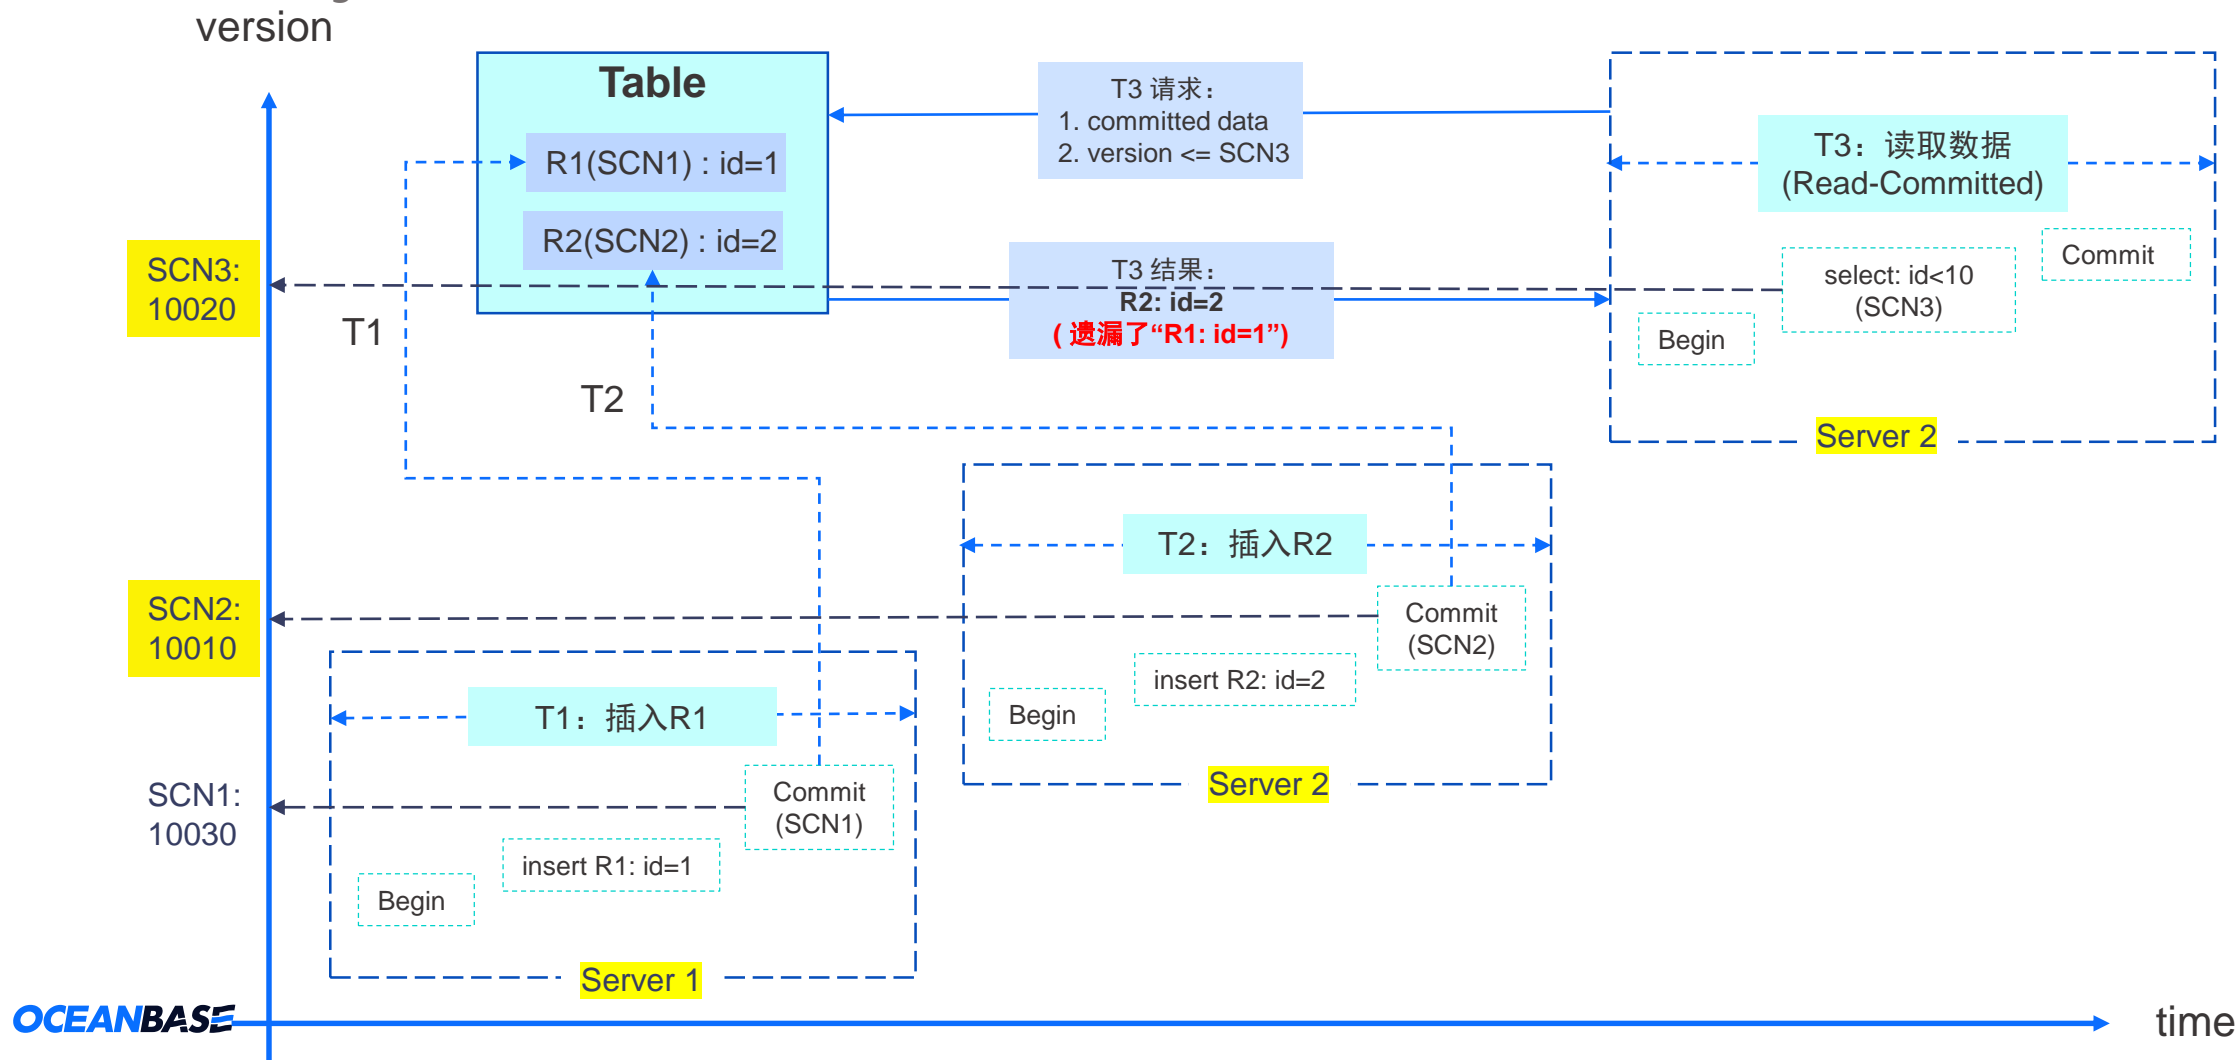 version
Table
R1(SCN1) : id=1
R2(SCN2) : id=2
T3 请求：
1. committed data
2. version <= SCN3
T3：读取数据
(Read-Committed)
SCN3:
10020
T3 结果：
R2: id=2
( 遗漏了“R1: id=1”)
Commit
select: id<10
(SCN3)
Begin
T1
T2
Server 2
T2：插入R2
SCN2:
10010
Commit
(SCN2)
insert R2: id=2
Begin
Server 2
T1：插入R1
SCN1:
10030
Commit
(SCN1)
insert R1: id=1
Begin
Server 1
OCEANBASE
time